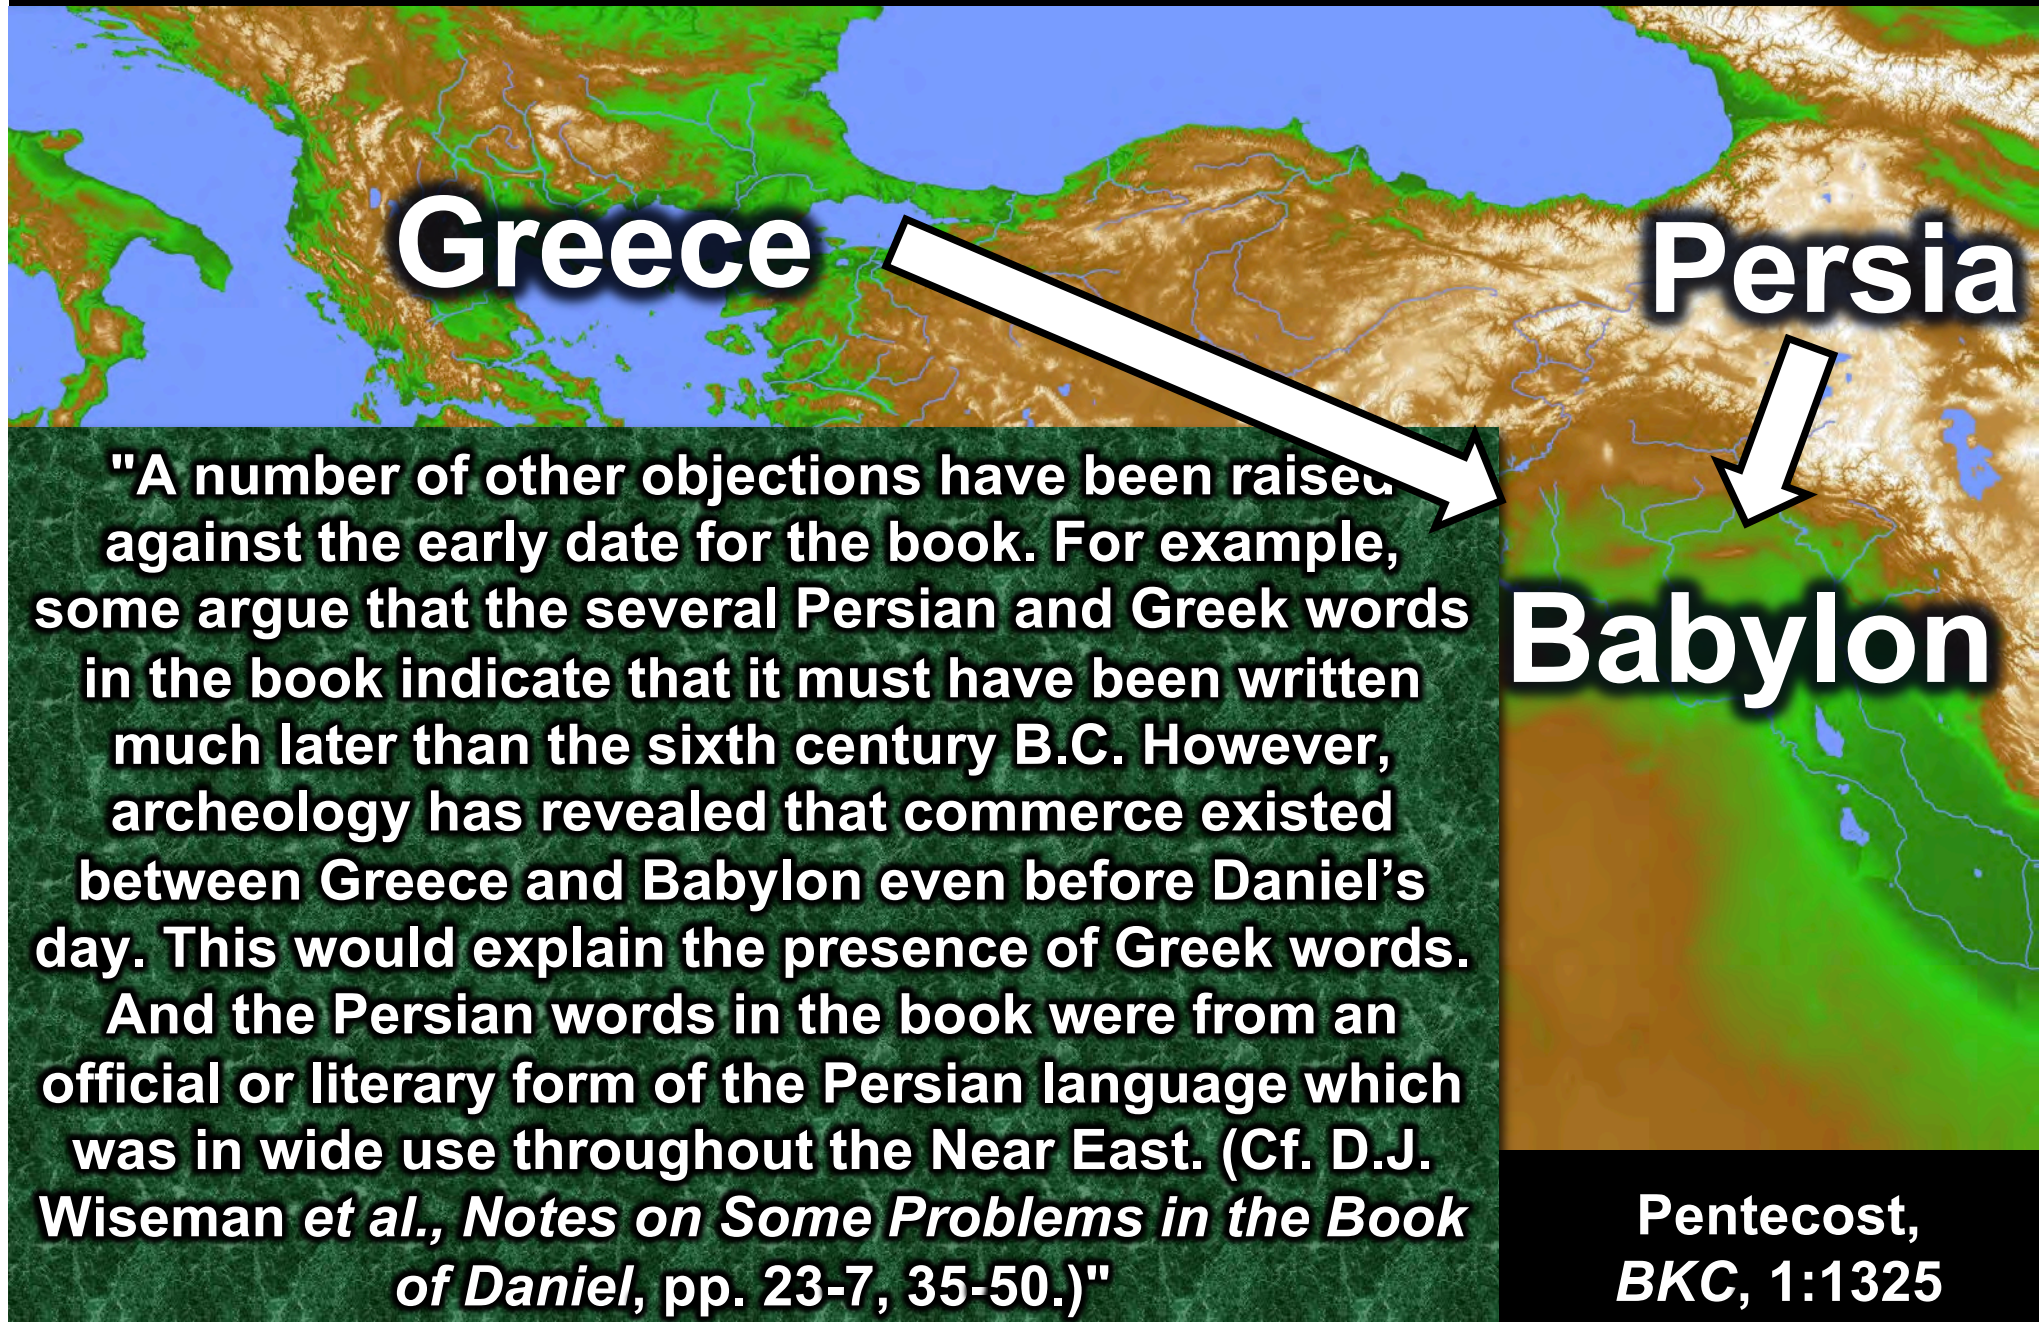 Greece
Persia
Babylon
"A number of other objections have been raised
against the early date for the book. For example,
some argue that the several Persian and Greek words
in the book indicate that it must have been written
much later than the sixth century B.C. However,
archeology has revealed that commerce existed
between Greece and Babylon even before Daniel’s
day. This would explain the presence of Greek words.
And the Persian words in the book were from an
official or literary form of the Persian language which
was in wide use throughout the Near East. (Cf. D.J.
Wiseman et al., Notes on Some Problems in the Book
of Daniel, pp. 23-7, 35-50.)"
Pentecost,
BKC, 1:1325